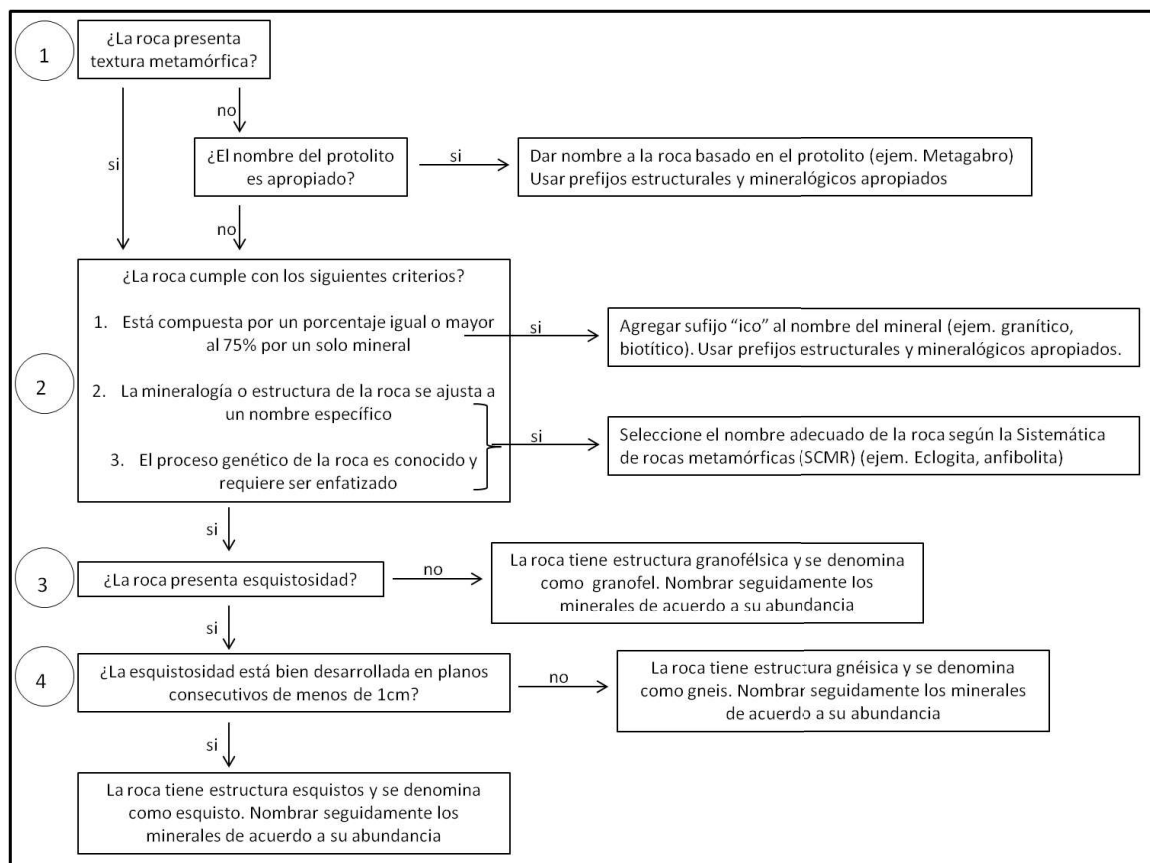 1
¿La roca presenta
textura metamórfica?
no
si
¿El nombre del protolito
es apropiado?
si
Dar nombre a la roca basado en el protolito (ejem. Metagabro)
Usar prefijos estructurales y mineralógicos apropiados
no
2
¿La roca cumple con los siguientes criterios?
1. Está compuesta por un porcentaje igual o mayor
al 75% por un solo mineral
si
Agregar sufijo “ico” al nombre del mineral (ejem. granítico,
biotítico). Usar prefijos estructurales y mineralógicos apropiados.
2. La mineralogía o estructura de la roca se ajusta a
un nombre específico
3. El proceso genético de la roca es conocido y
requiere ser enfatizado
si
Seleccione el nombre adecuado de la roca según la Sistemática
de rocas metamórficas (SCMR) (ejem. Eclogita, anfibolita)
si
3
¿La roca presenta esquistosidad?
no
La roca tiene estructura granofélsica y se denomina
como granofel. Nombrar seguidamente los
minerales de acuerdo a su abundancia
si
4
¿La esquistosidad está bien desarrollada en planos
consecutivos de menos de 1cm?
no
La roca tiene estructura gnéisica y se denomina
como gneis. Nombrar seguidamente los minerales
de acuerdo a su abundancia
si
La roca tiene estructura esquistos y se denomina
como esquisto. Nombrar seguidamente los
minerales de acuerdo a su abundancia